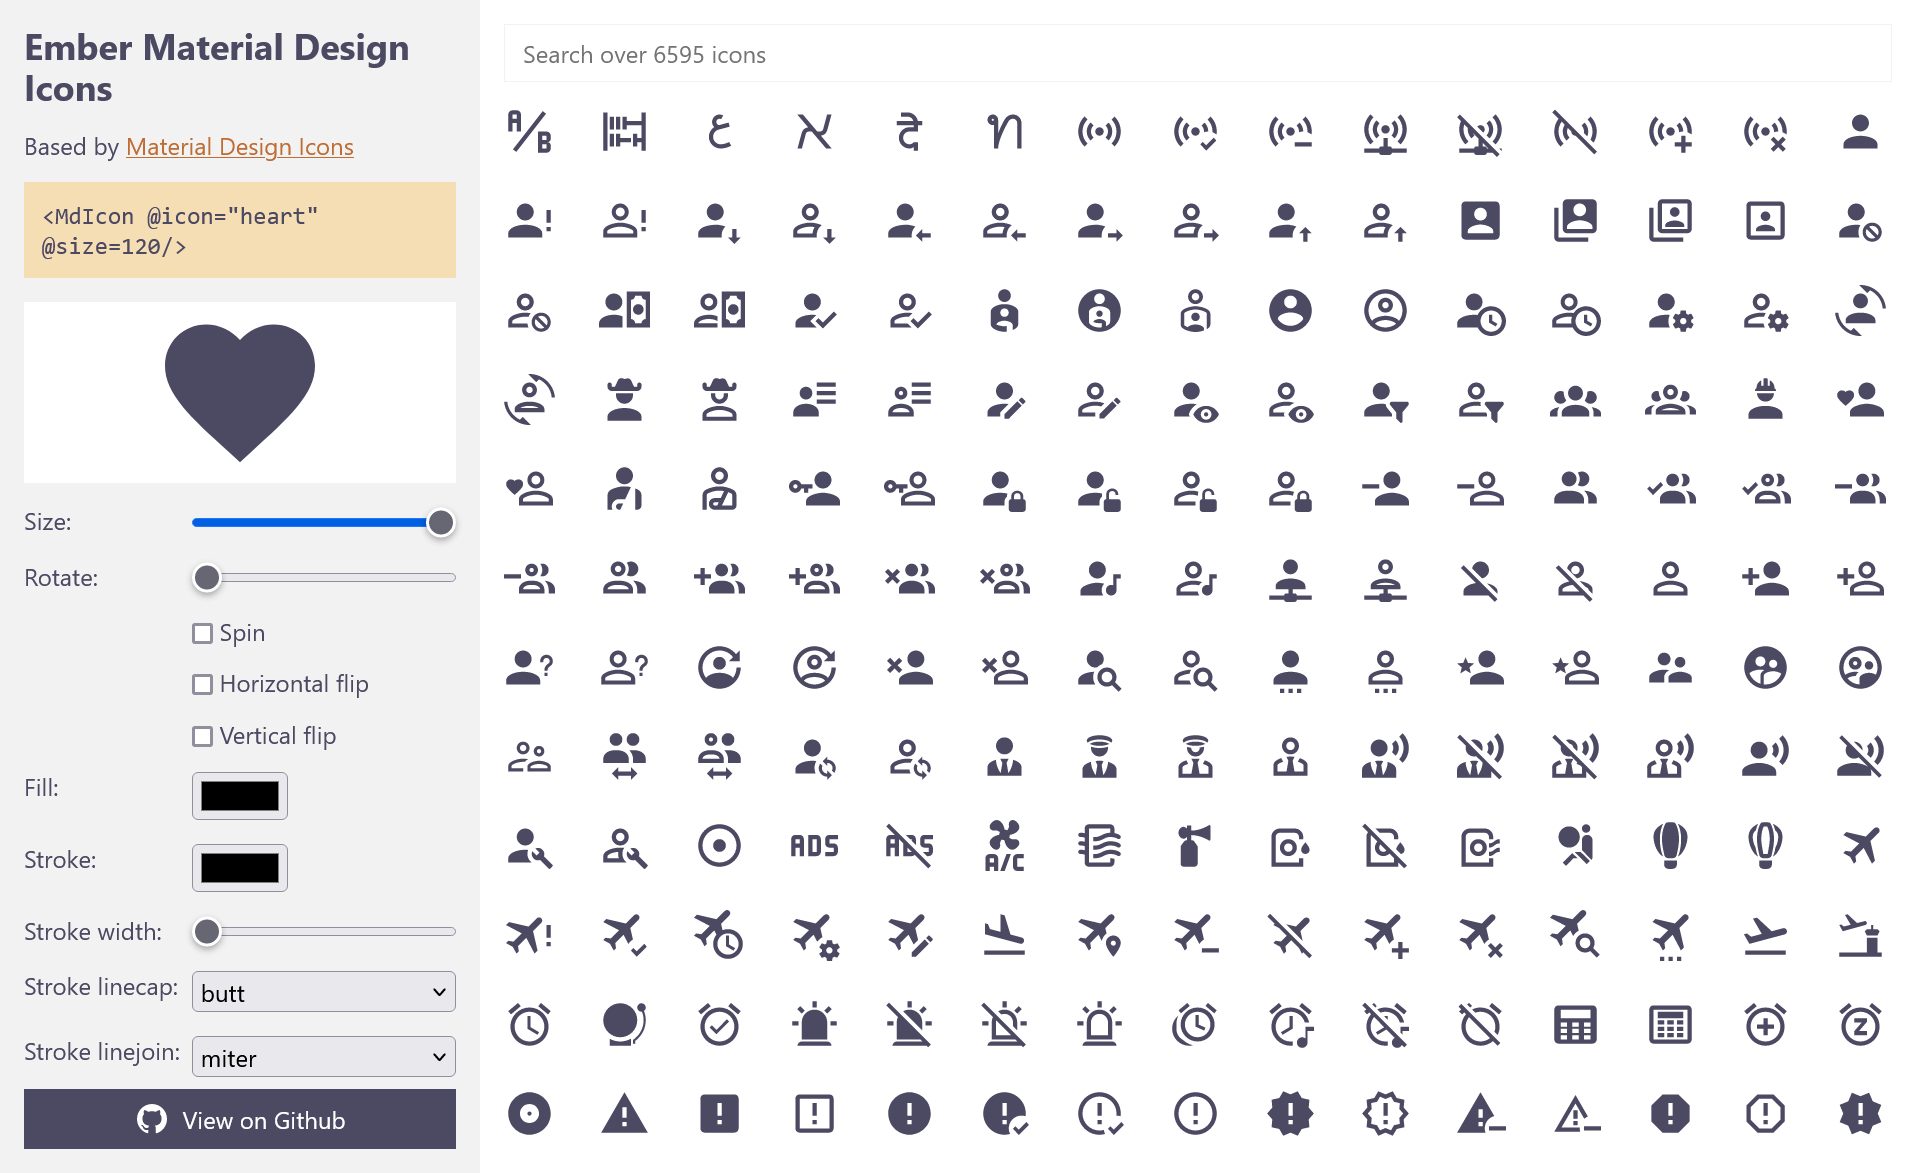 Ember Material Design
Icons
Based by Material Design Icons
<MdIcon @icon="heart"
@size=120/>
Size:
Rotate:
Spin
Horizontal flip
Vertical flip
Fill:
Stroke:
Stroke width:
Stroke linecap: butt
Stroke linejoin: miter
View on Github
Search over 6595 icons
A/B
ع
ท
ADS
ABS
A/C